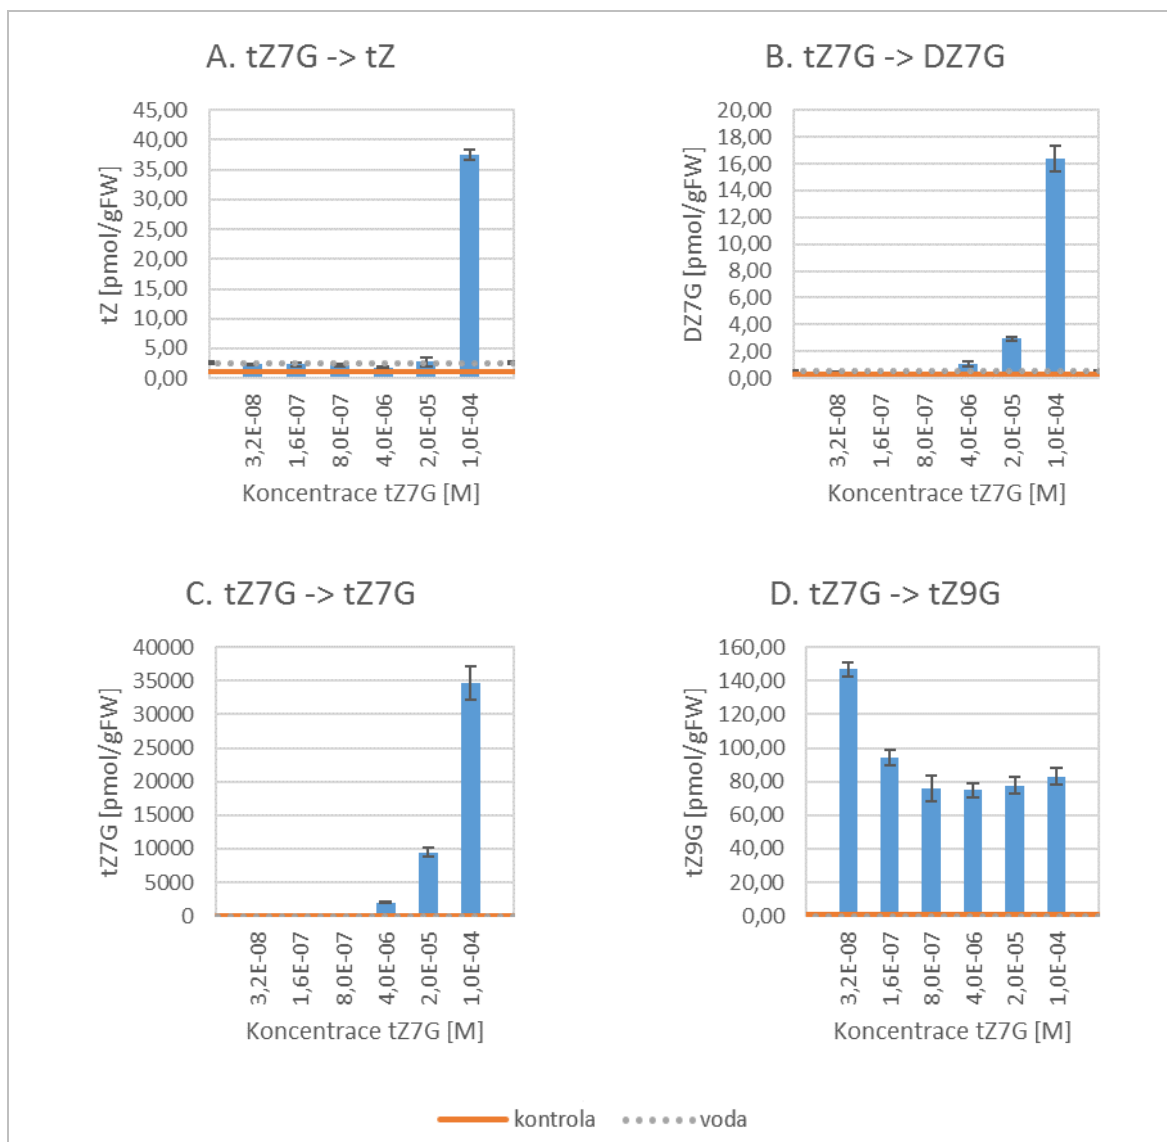 A. tZ7G -> tZ
tZ [pmol/gFW]
45,00
40,00
35,00
30,00
25,00
20,00
15,00
10,00
5,00
0,00
3,2E-08
1,6E-07
8,0E-07
4,0E-06
2,0E-05
1,0E-04
Koncentrace tZ7G [M]
B. tZ7G -> DZ7G
DZ7G [pmol/gFW]
20,00
18,00
16,00
14,00
12,00
10,00
8,00
6,00
4,00
2,00
0,00
3,2E-08
1,6E-07
8,0E-07
4,0E-06
2,0E-05
1,0E-04
Koncentrace tZ7G [M]
C. tZ7G -> tZ7G
tZ7G [pmol/gFW]
40000
35000
30000
25000
20000
15000
10000
5000
0
3,2E-08
1,6E-07
8,0E-07
4,0E-06
2,0E-05
1,0E-04
Koncentrace tZ7G [M]
D. tZ7G -> tZ9G
tZ9G [pmol/gFW]
160,00
140,00
120,00
100,00
80,00
60,00
40,00
20,00
0,00
3,2E-08
1,6E-07
8,0E-07
4,0E-06
2,0E-05
1,0E-04
Koncentrace tZ7G [M]
kontrola
voda